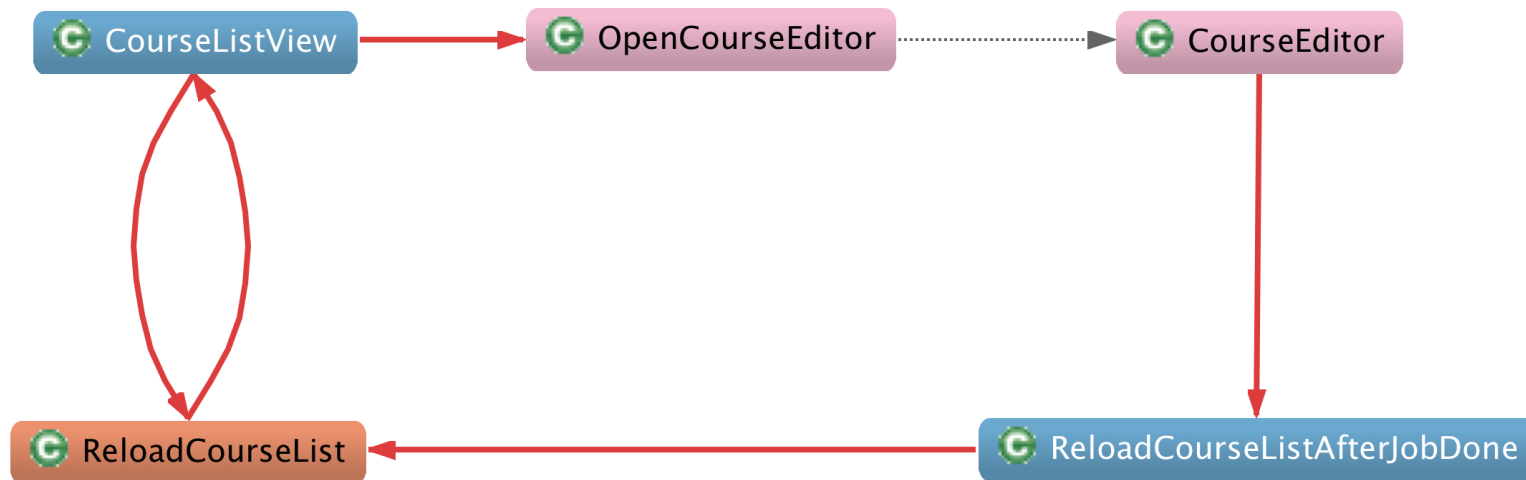 C CourseListView
C OpenCourseEditor
C CourseEditor
C ReloadCourseList
C ReloadCourseListAfterJobDone